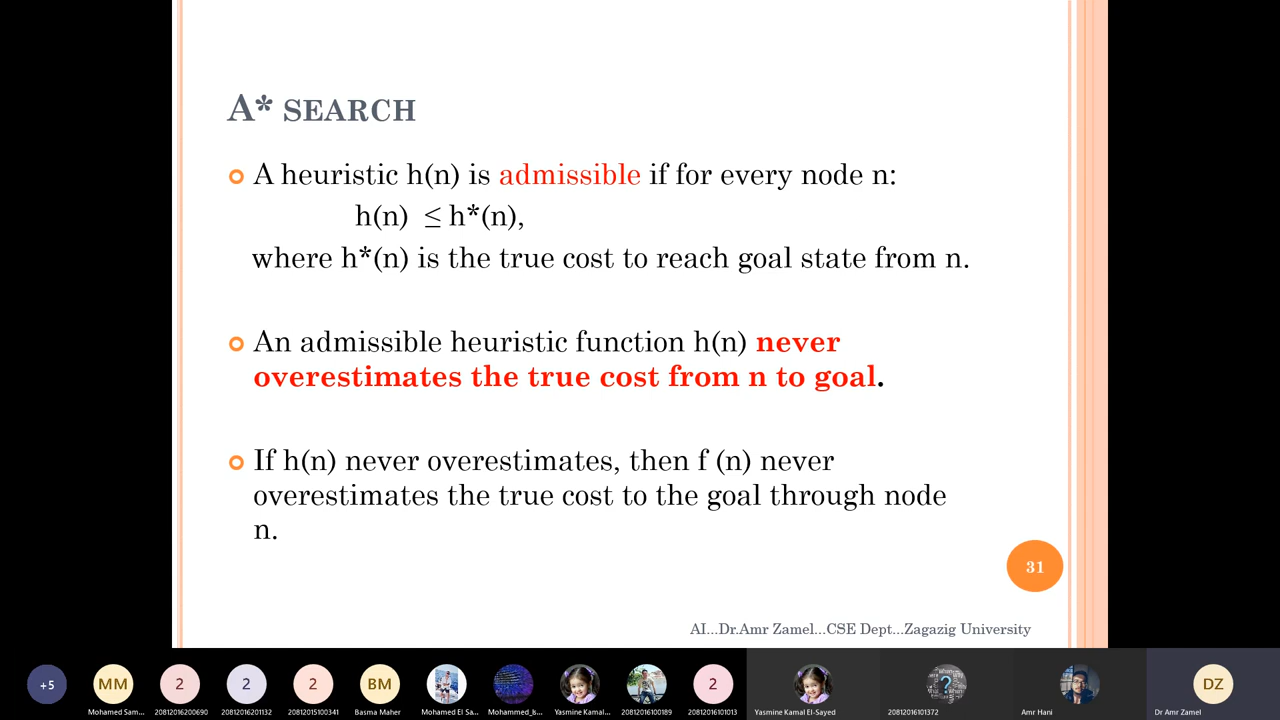 A* SEARCH
A heuristic h(n) is admissible if for every node n:
h(n) ≤ h*(n),
where h*(n) is the true cost to reach goal state from n.
An admissible heuristic function h(n) never
overestimates the true cost from n to goal.
If h(n) never overestimates, then f (n) never
overestimates the true cost to the goal through node
n.
31
AI...Dr.Amr Zamel...CSE Dept...Zagazig University
+5
MM
2
2
2
BM
2
DZ
Mohamed Sam...
20812016200690
20812016201132
20812015100341
Basma Maher
Mohamed El Sa...
Mohammed_Is...
Yasmine Kamal...
20812016100189
20812016101013
Yasmine Kamal El-Sayed
20812016101372
Amr Hani
Dr Amr Zamel